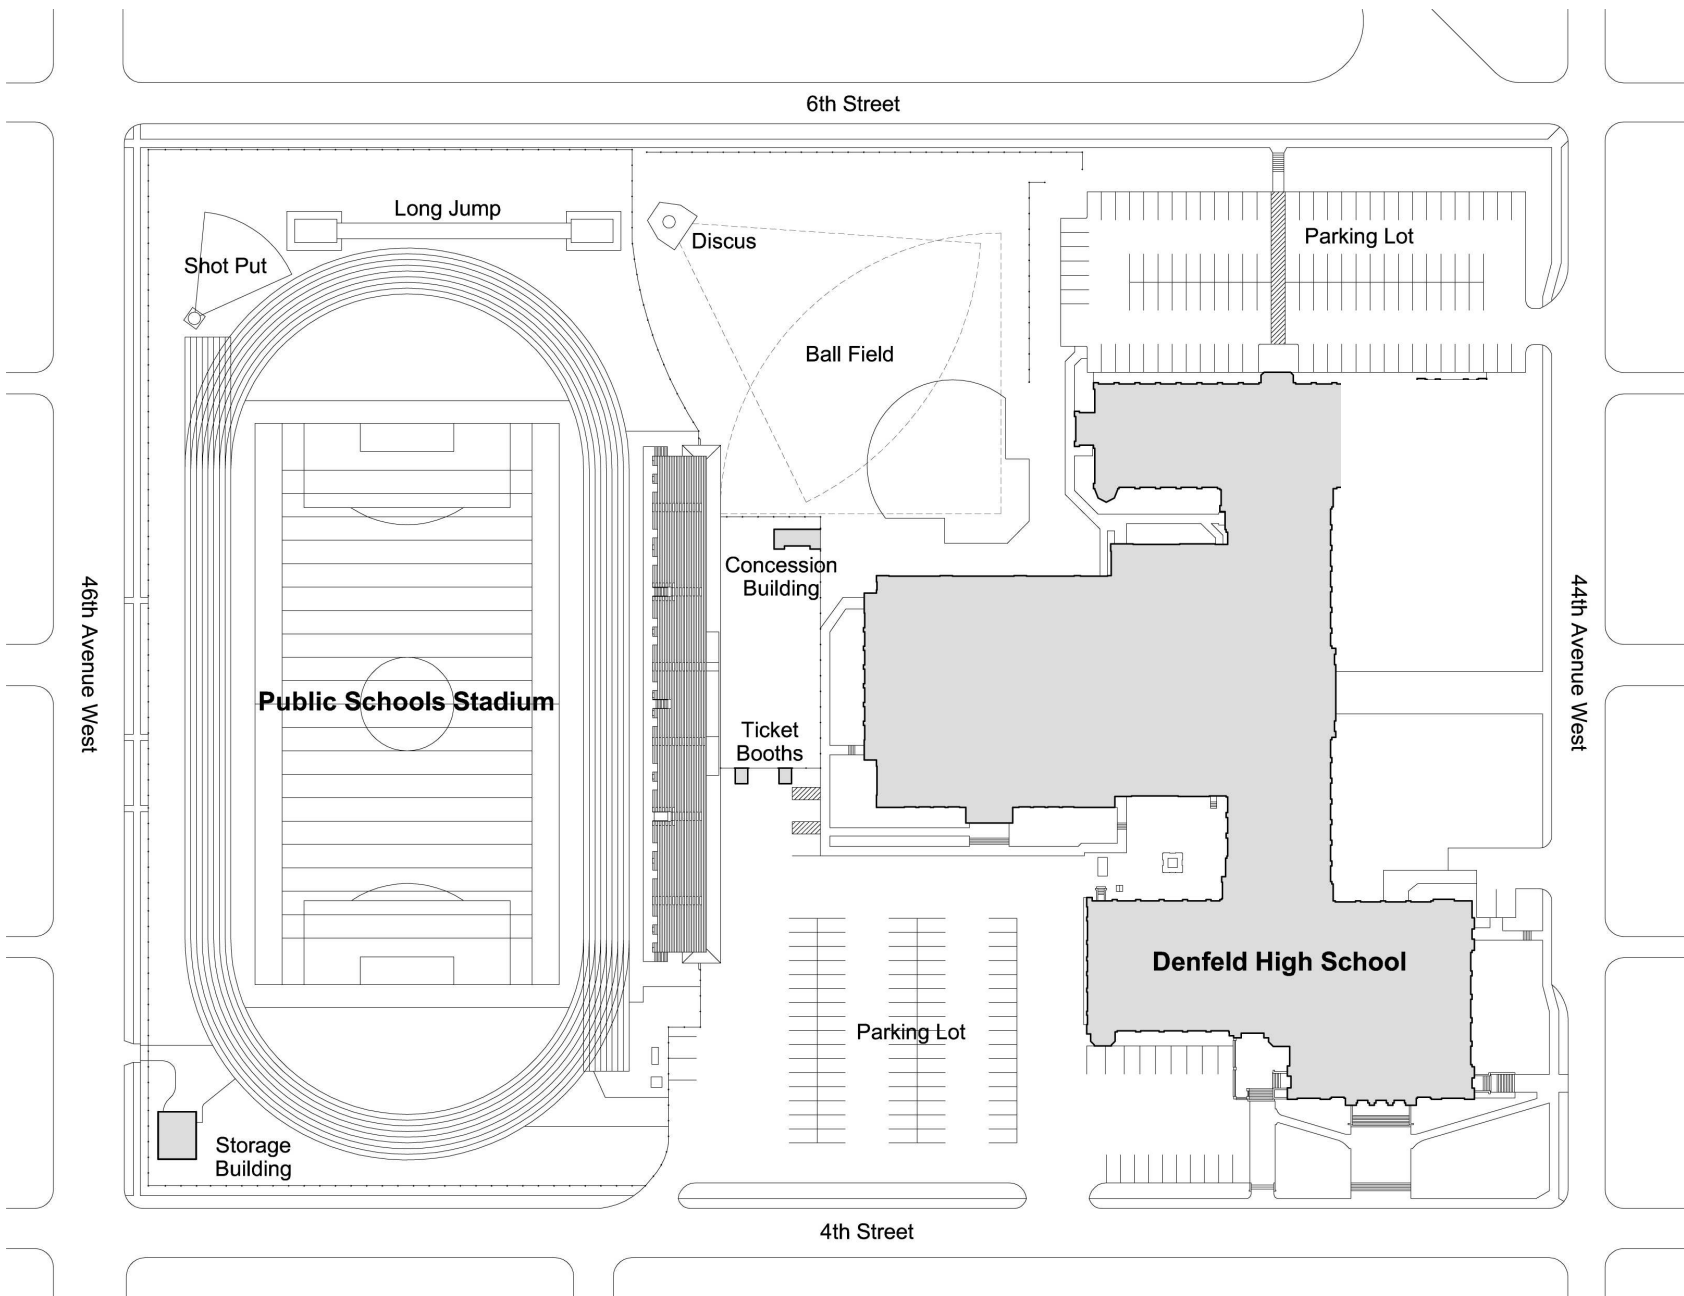 6th Street
Long Jump
Discus
Parking Lot
Shot Put
Ball Field
Concession
Building
46th Avenue West
44th Avenue West
Public Schools Stadium
Ticket
Booths
Denfeld High School
Parking Lot
Storage
Building
4th Street